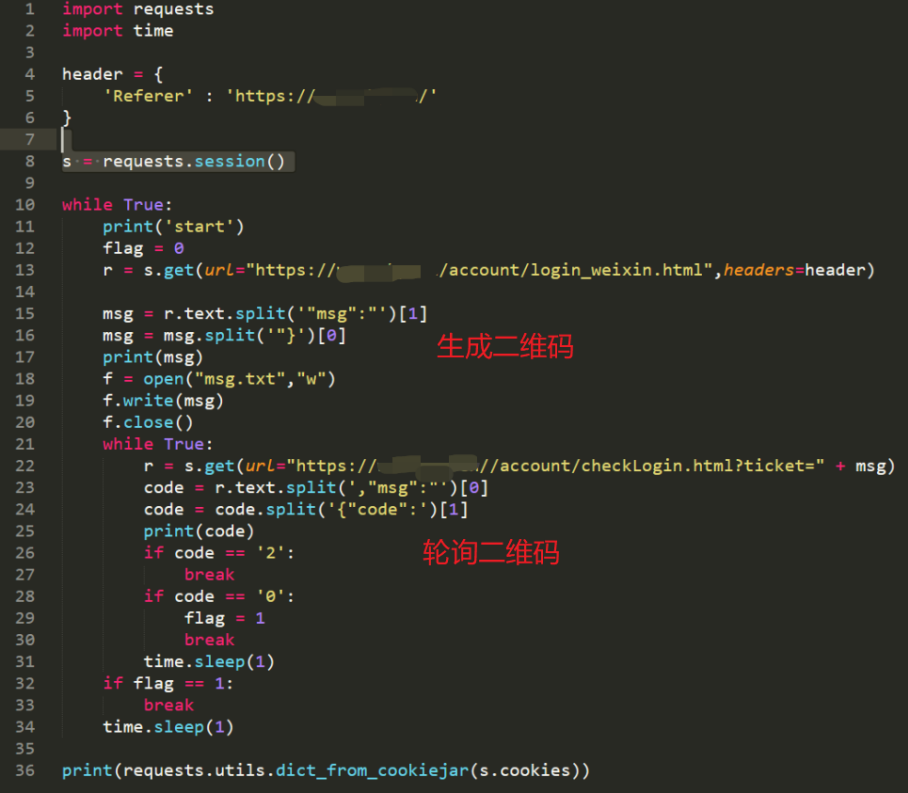 1 import requests
2 import time
3
4 header = {
5     'Referer' : 'https:// /'
6 }
7
8 s = requests.session()
9
10 while True:
11     print('start')
12     flag = 0
13     r = s.get(url="https:// /account/login_weixin.html",headers=header)
14
15     msg = r.text.split('"msg":"')[1]
16     msg = msg.split('"}')[0]
生成二维码
17     print(msg)
18     f = open("msg.txt","w")
19     f.write(msg)
20     f.close()
21     while True:
22         r = s.get(url="https:// //account/checkLogin.html?ticket=" + msg)
23         code = r.text.split(',"msg":"')[0]
24         code = code.split('{"code":')[1]
25         print(code)
轮询二维码
26         if code == '2':
27             break
28         if code == '0':
29             flag = 1
30             break
31         time.sleep(1)
32     if flag == 1:
33         break
34     time.sleep(1)
35
36 print(requests.utils.dict_from_cookiejar(s.cookies))